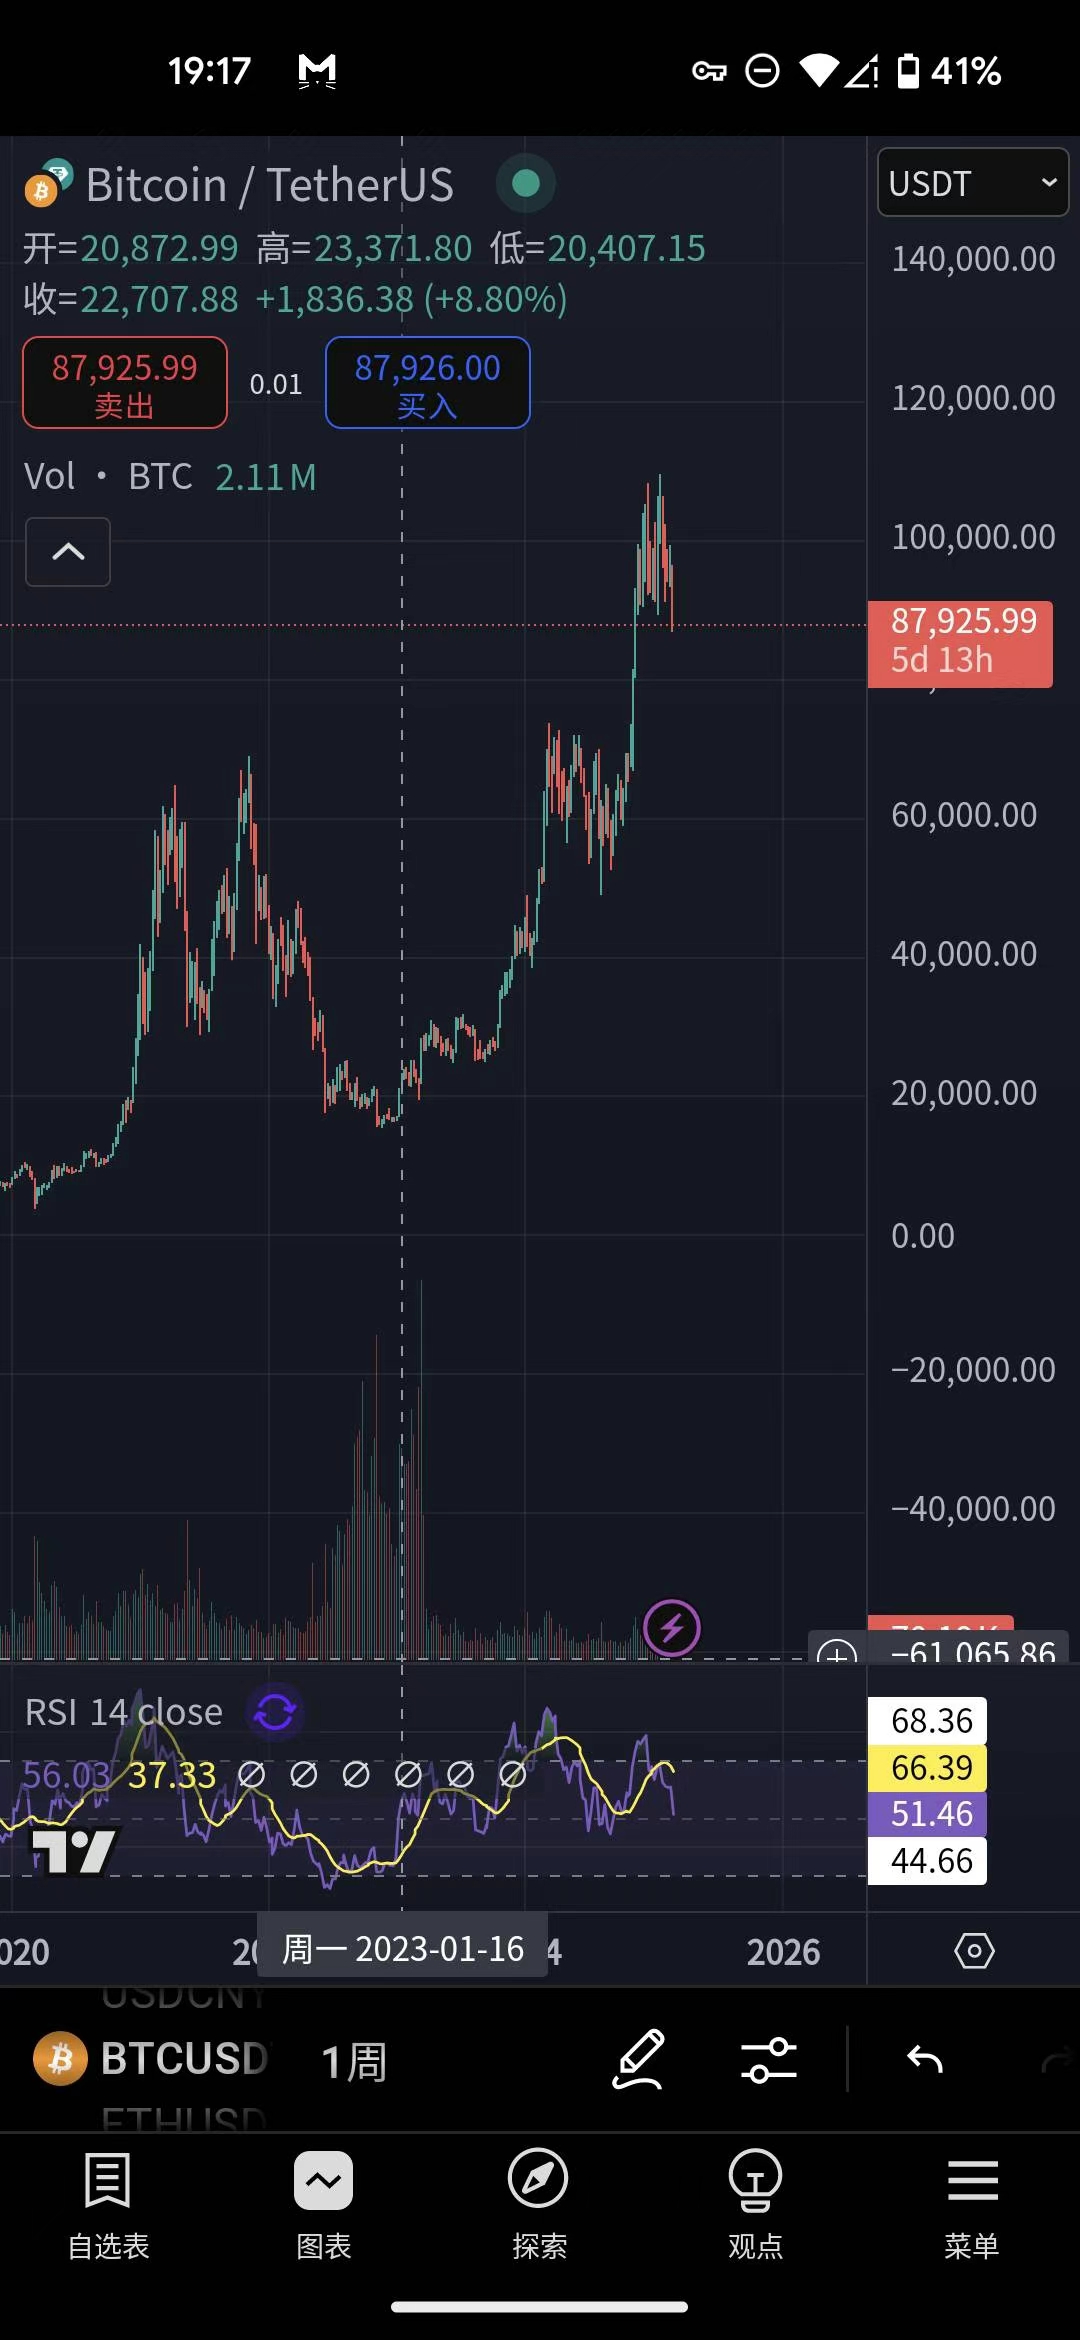 19:17
41%
Bitcoin / TetherUS
USDT
开=20,872.99 高=23,371.80 低=20,407.15
收=22,707.88 +1,836.38 (+8.80%)
87,925.99
卖出
0.01
87,926.00
买入
Vol · BTC 2.11 M
140,000.00
120,000.00
100,000.00
87,925.99
5d 13h
60,000.00
40,000.00
20,000.00
0.00
−20,000.00
−40,000.00
−61,065.86
RSI 14 close
56.03 37.33 ∅ ∅ ∅ ∅ ∅ ∅
68.36
66.39
51.46
44.66
周一 2023-01-16
2026
BTCUSD
1周
ETHUSD
USDCNY
自选表
图表
探索
观点
菜单